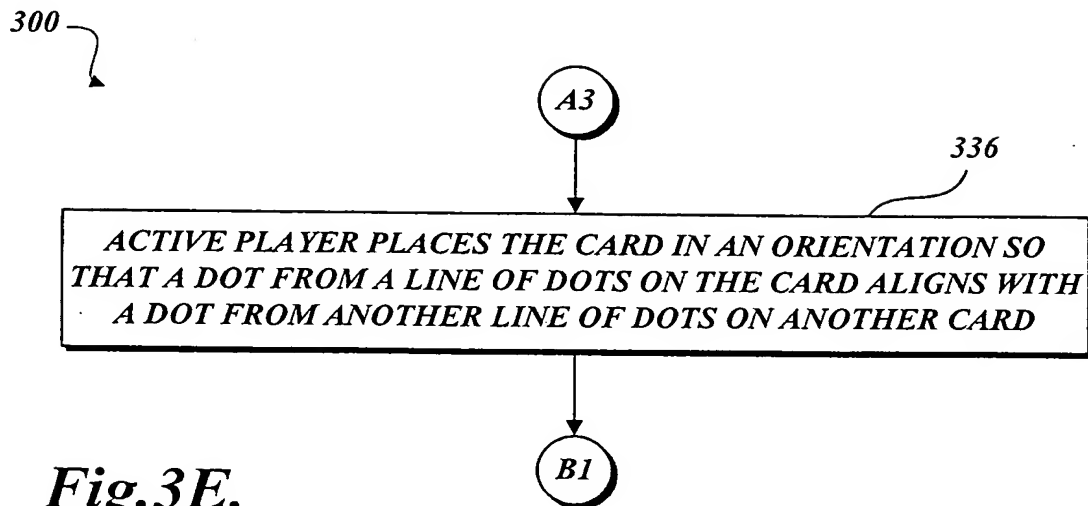 300
A3
336
ACTIVE PLAYER PLACES THE CARD IN AN ORIENTATION SO
THAT A DOT FROM A LINE OF DOTS ON THE CARD ALIGNS WITH
A DOT FROM ANOTHER LINE OF DOTS ON ANOTHER CARD
B1
Fig.3E.